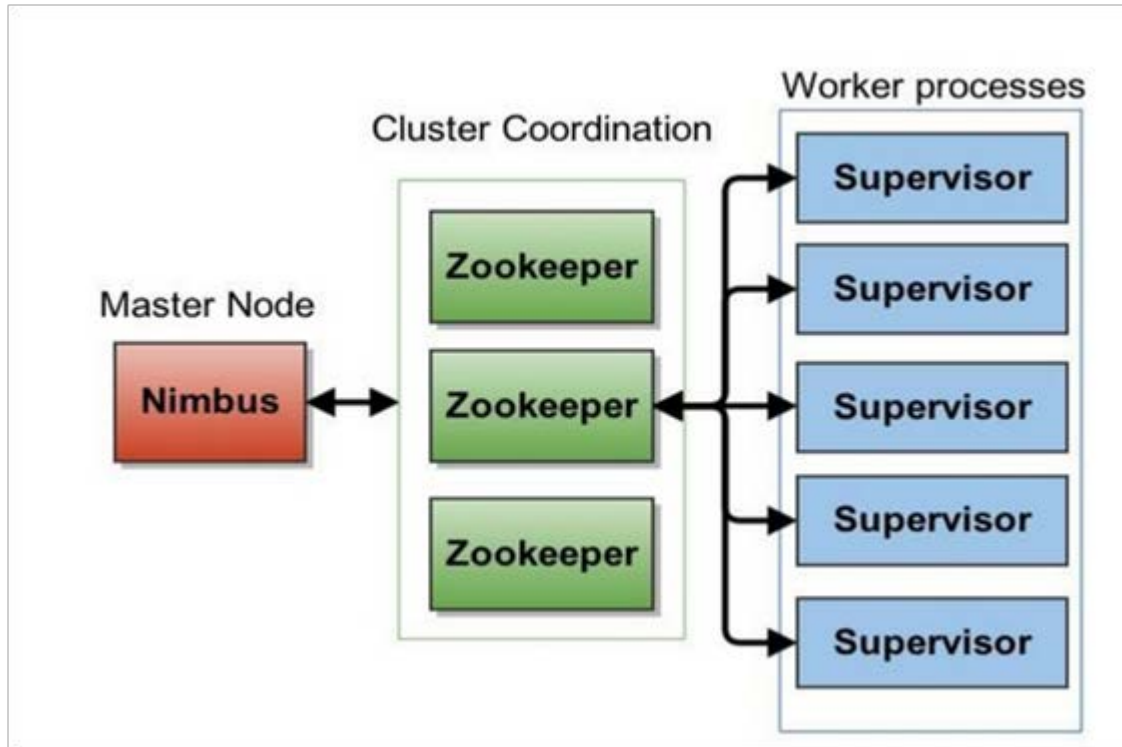 Master Node
Nimbus
Cluster Coordination
Zookeeper
Zookeeper
Zookeeper
Worker processes
Supervisor
Supervisor
Supervisor
Supervisor
Supervisor